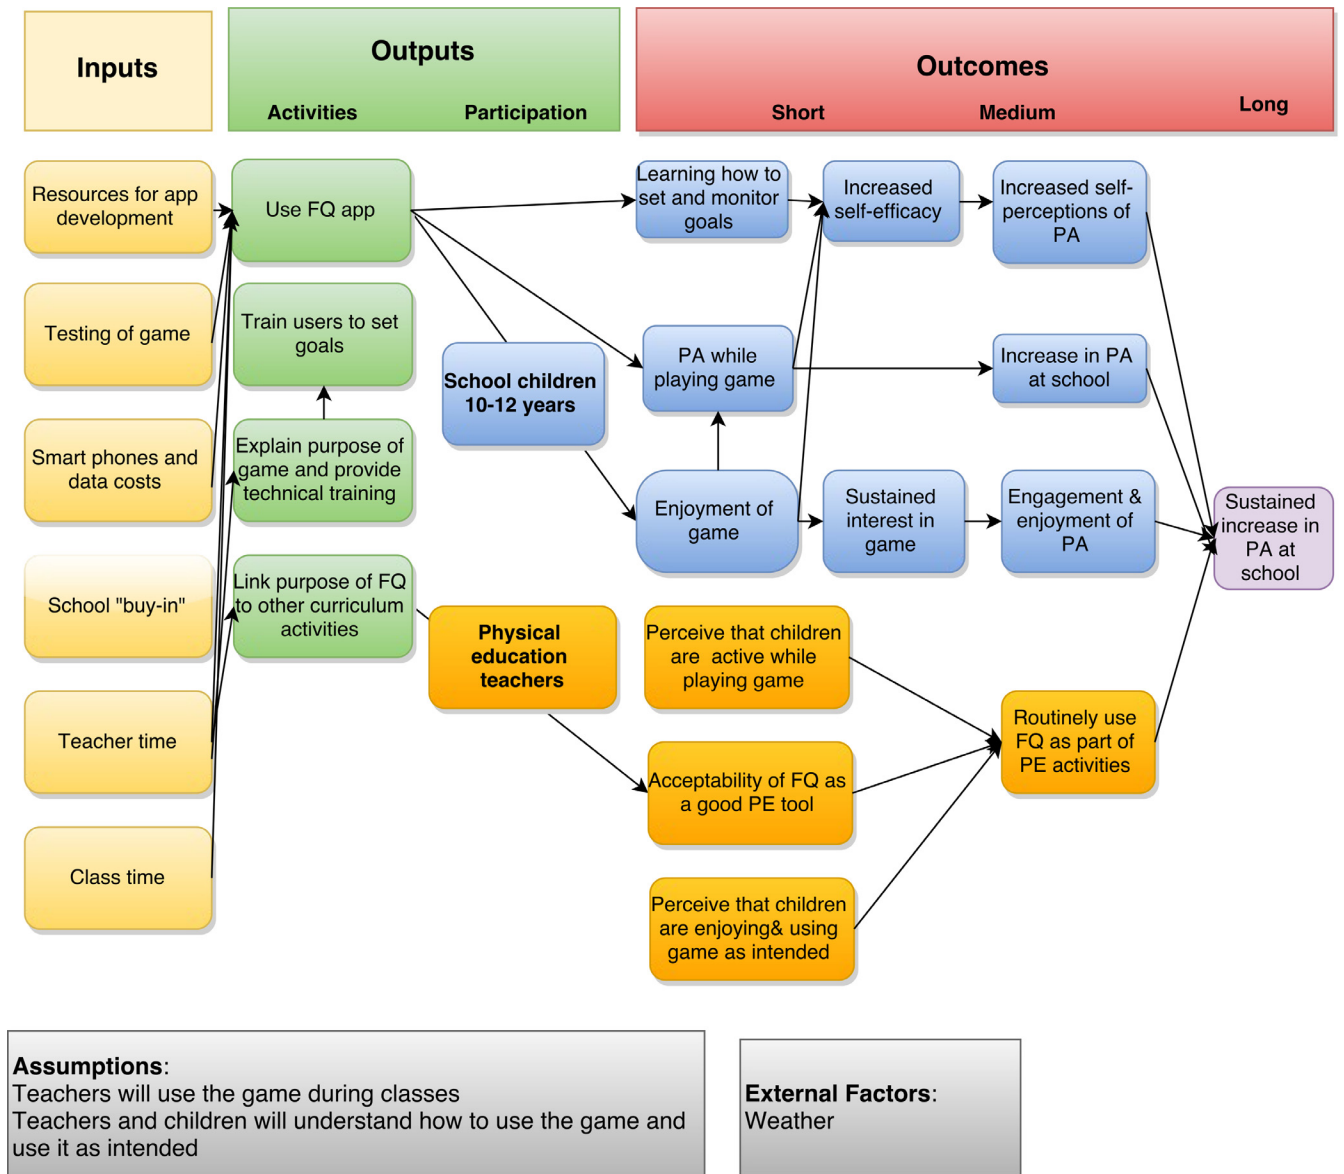 Inputs
Outputs
Activities
Participation
Outcomes
Short
Medium
Long
Resources for app
development
Testing of game
Smart phones and
data costs
School "buy-in"
Teacher time
Class time
Use FQ app
Train users to set
goals
Explain purpose of
game and provide
technical training
Link purpose of FQ
to other curriculum
activities
School children
10-12 years
Physical
education
teachers
Learning how to
set and monitor
goals
PA while
playing game
Enjoyment of
game
Increased
self-efficacy
Sustained
interest in
game
Increased self-
perceptions of
PA
Increase in PA
at school
Engagement &
enjoyment of
PA
Sustained
increase in
PA at
school
Perceive that children
are active while
playing game
Acceptability of FQ as
a good PE tool
Perceive that children
are enjoying& using
game as intended
Routinely use
FQ as part of
PE activities
Assumptions:
Teachers will use the game during classes
Teachers and children will understand how to use the game and
use it as intended
External Factors:
Weather